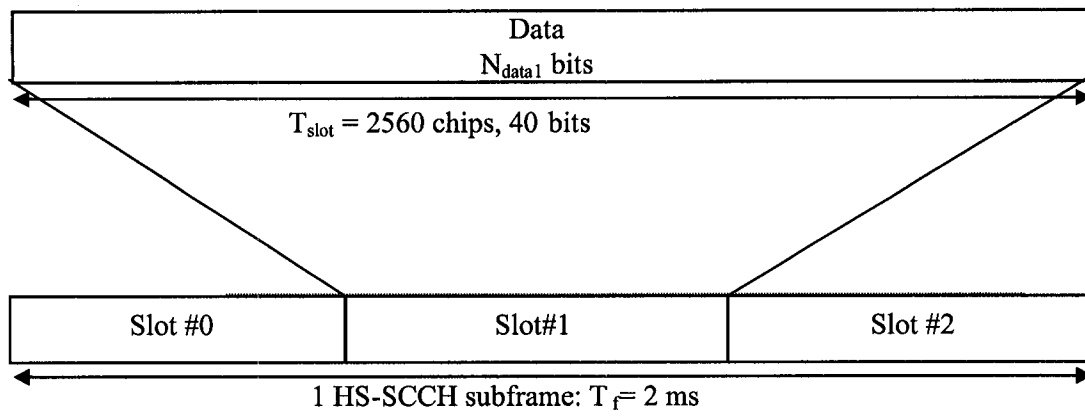 Data
N_data1 bits
T_slot = 2560 chips, 40 bits
Slot #0 Slot#1 Slot #2
1 HS-SCCH subframe: T_f= 2 ms